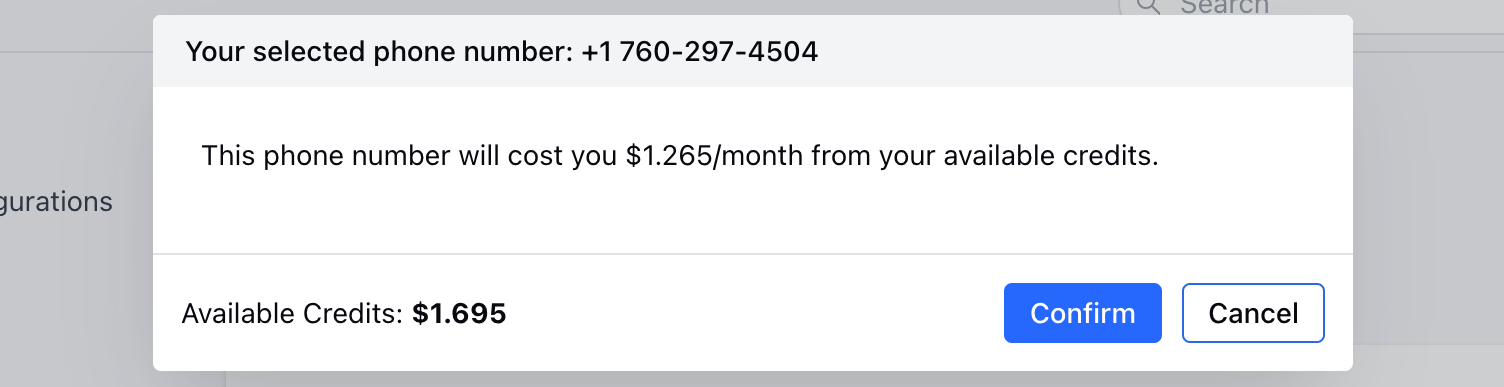 Search
Your selected phone number: +1 760-297-4504
This phone number will cost you $1.265/month from your available credits.
gurations
Available Credits: $1.695
Confirm
Cancel